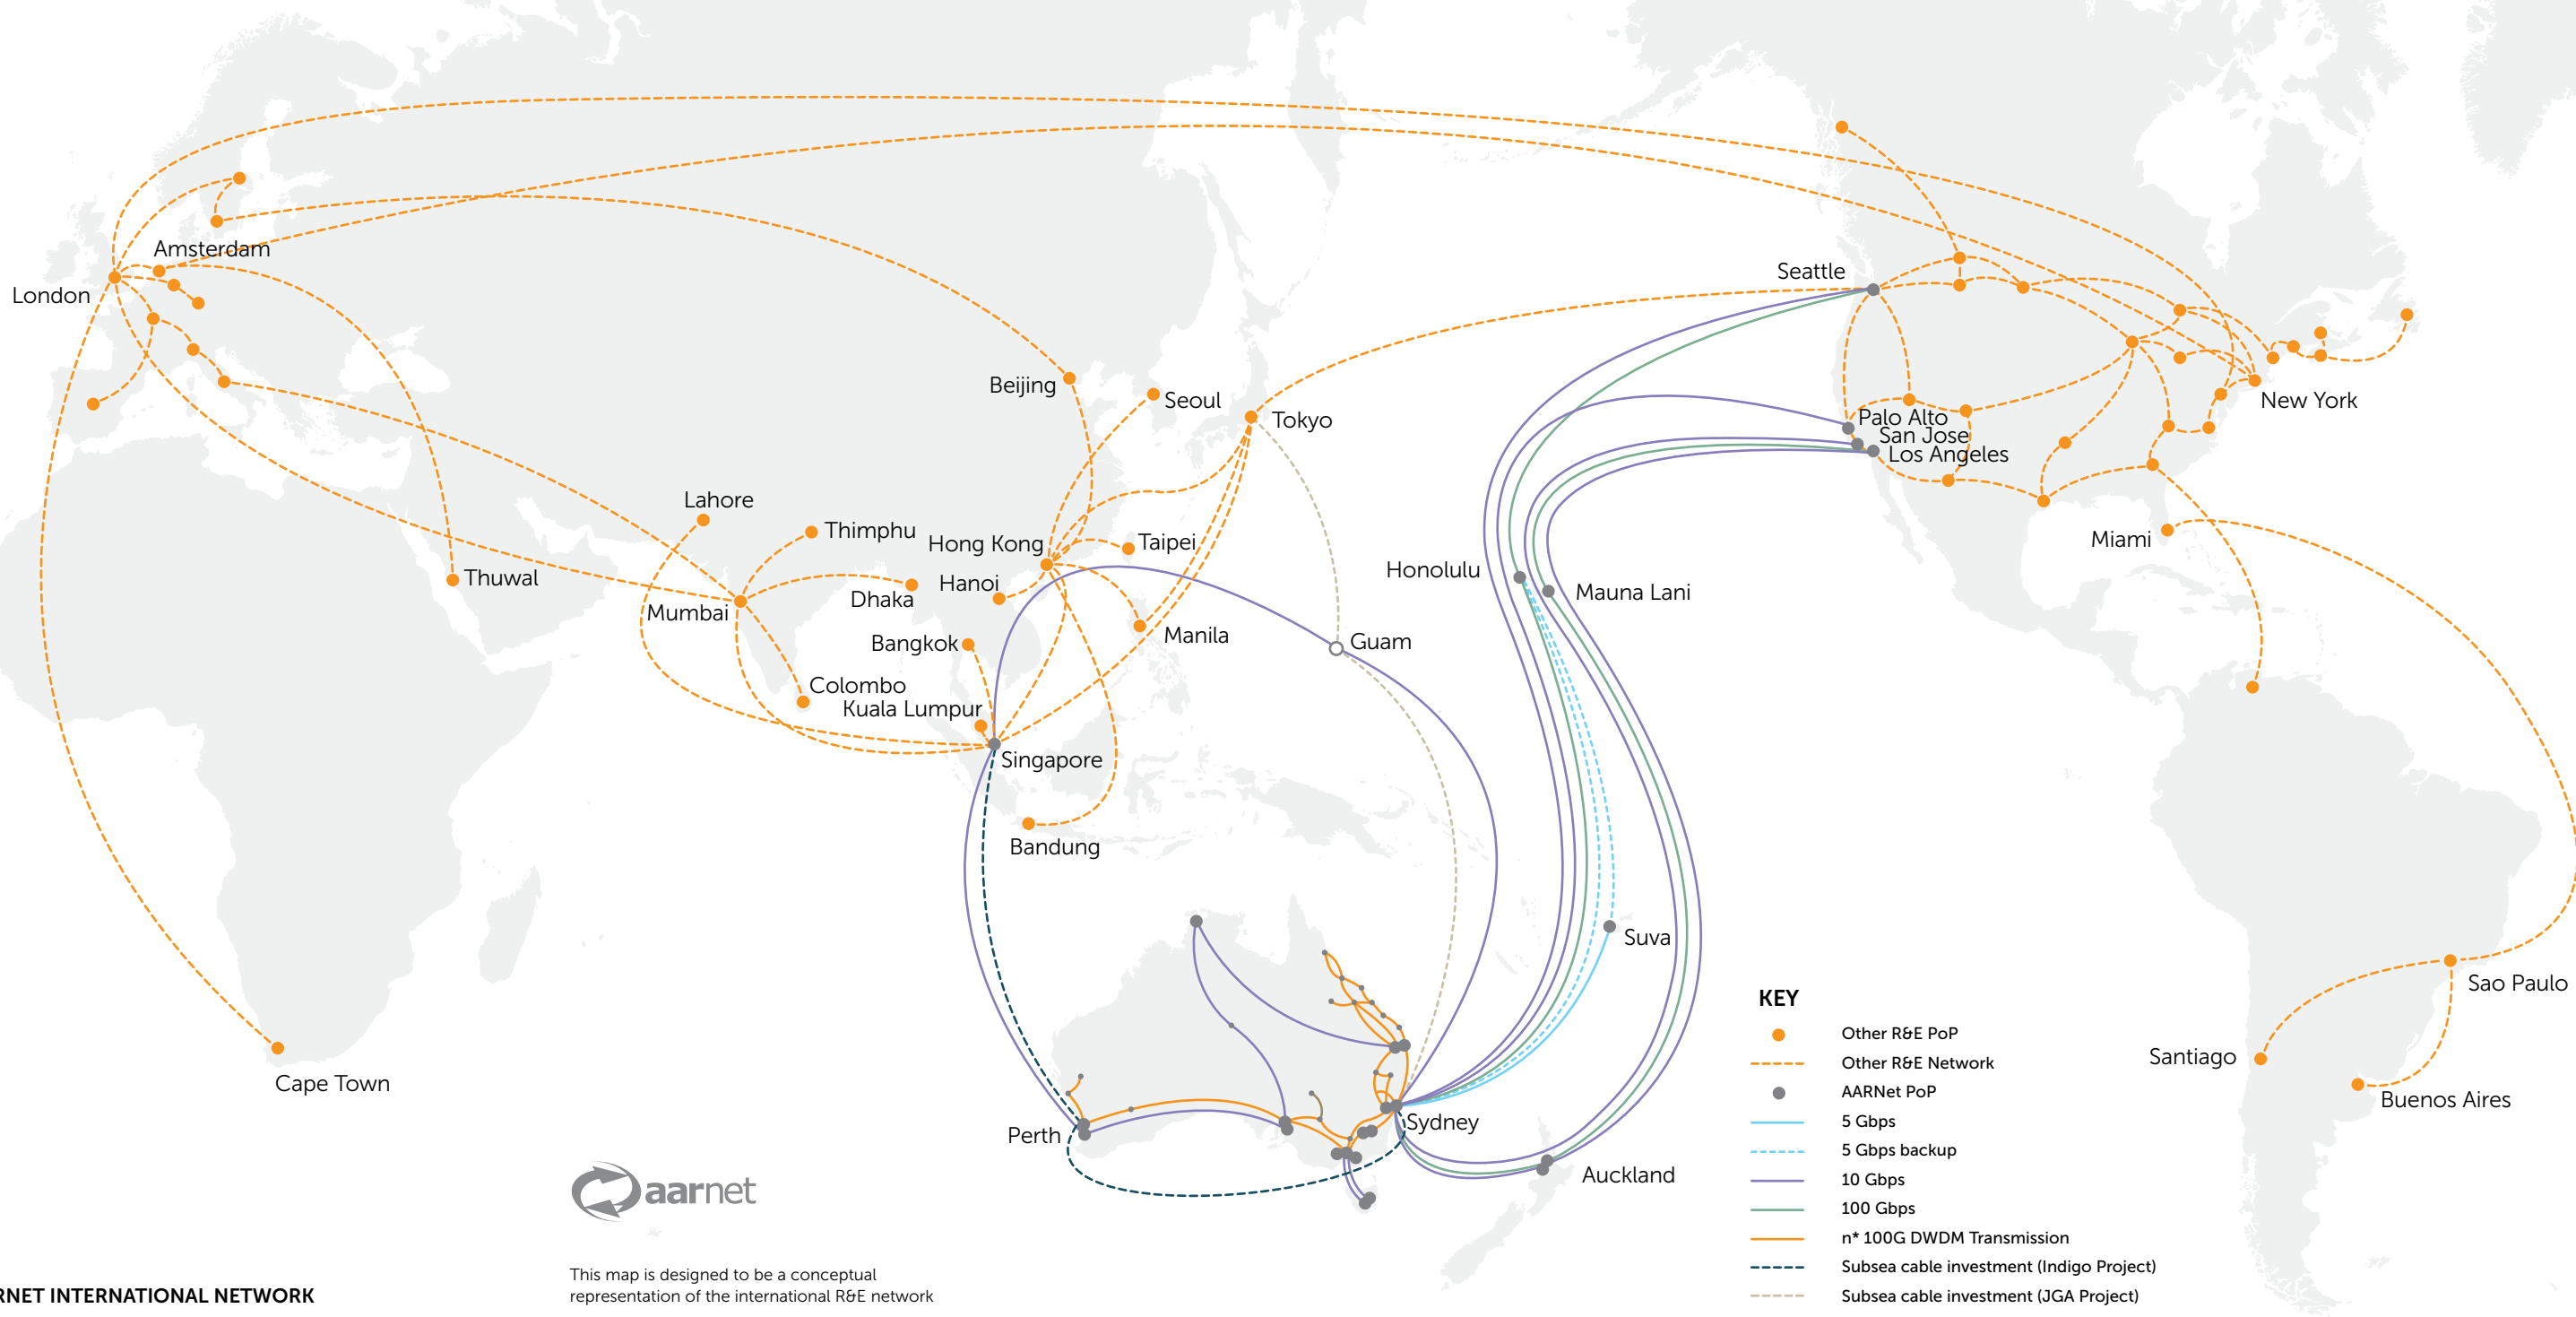 Amsterdam
London
Seattle
Beijing
Seoul
Tokyo
New York
Palo Alto
San Jose
Los Angeles
Lahore
Thimphu
Hong Kong
Taipei
Miami
Thuwal
Hanoi
Honolulu
Mauna Lani
Dhaka
Mumbai
Bangkok
Manila
Guam
Colombo
Kuala Lumpur
Singapore
Bandung
Suva
Sao Paulo
Santiago
Buenos Aires
Cape Town
Perth
Sydney
Auckland
KEY
Other R&E PoP
Other R&E Network
AARNet PoP
5 Gbps
5 Gbps backup
10 Gbps
100 Gbps
n* 100G DWDM Transmission
Subsea cable investment (Indigo Project)
Subsea cable investment (JGA Project)
aarnet
This map is designed to be a conceptual
representation of the international R&E network
RNET INTERNATIONAL NETWORK